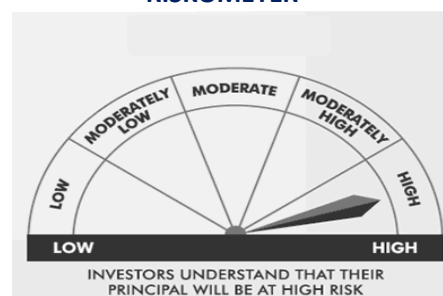 RISKOMETER
LOW
MODERATELY
LOW
MODERATE
MODERATELY
HIGH
HIGH
LOW
HIGH
INVESTORS UNDERSTAND THAT THEIR
PRINCIPAL WILL BE AT HIGH RISK